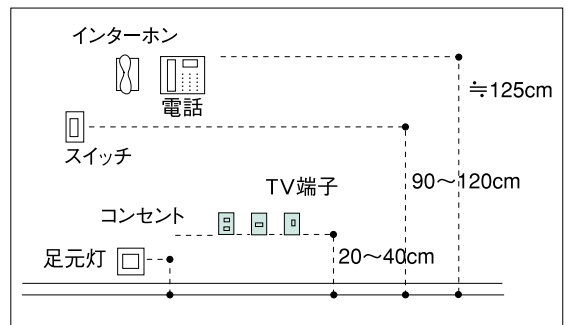 インターホン
電話
≒125cm
スイッチ
90～120cm
TV端子
コンセント
足元灯
20～40cm